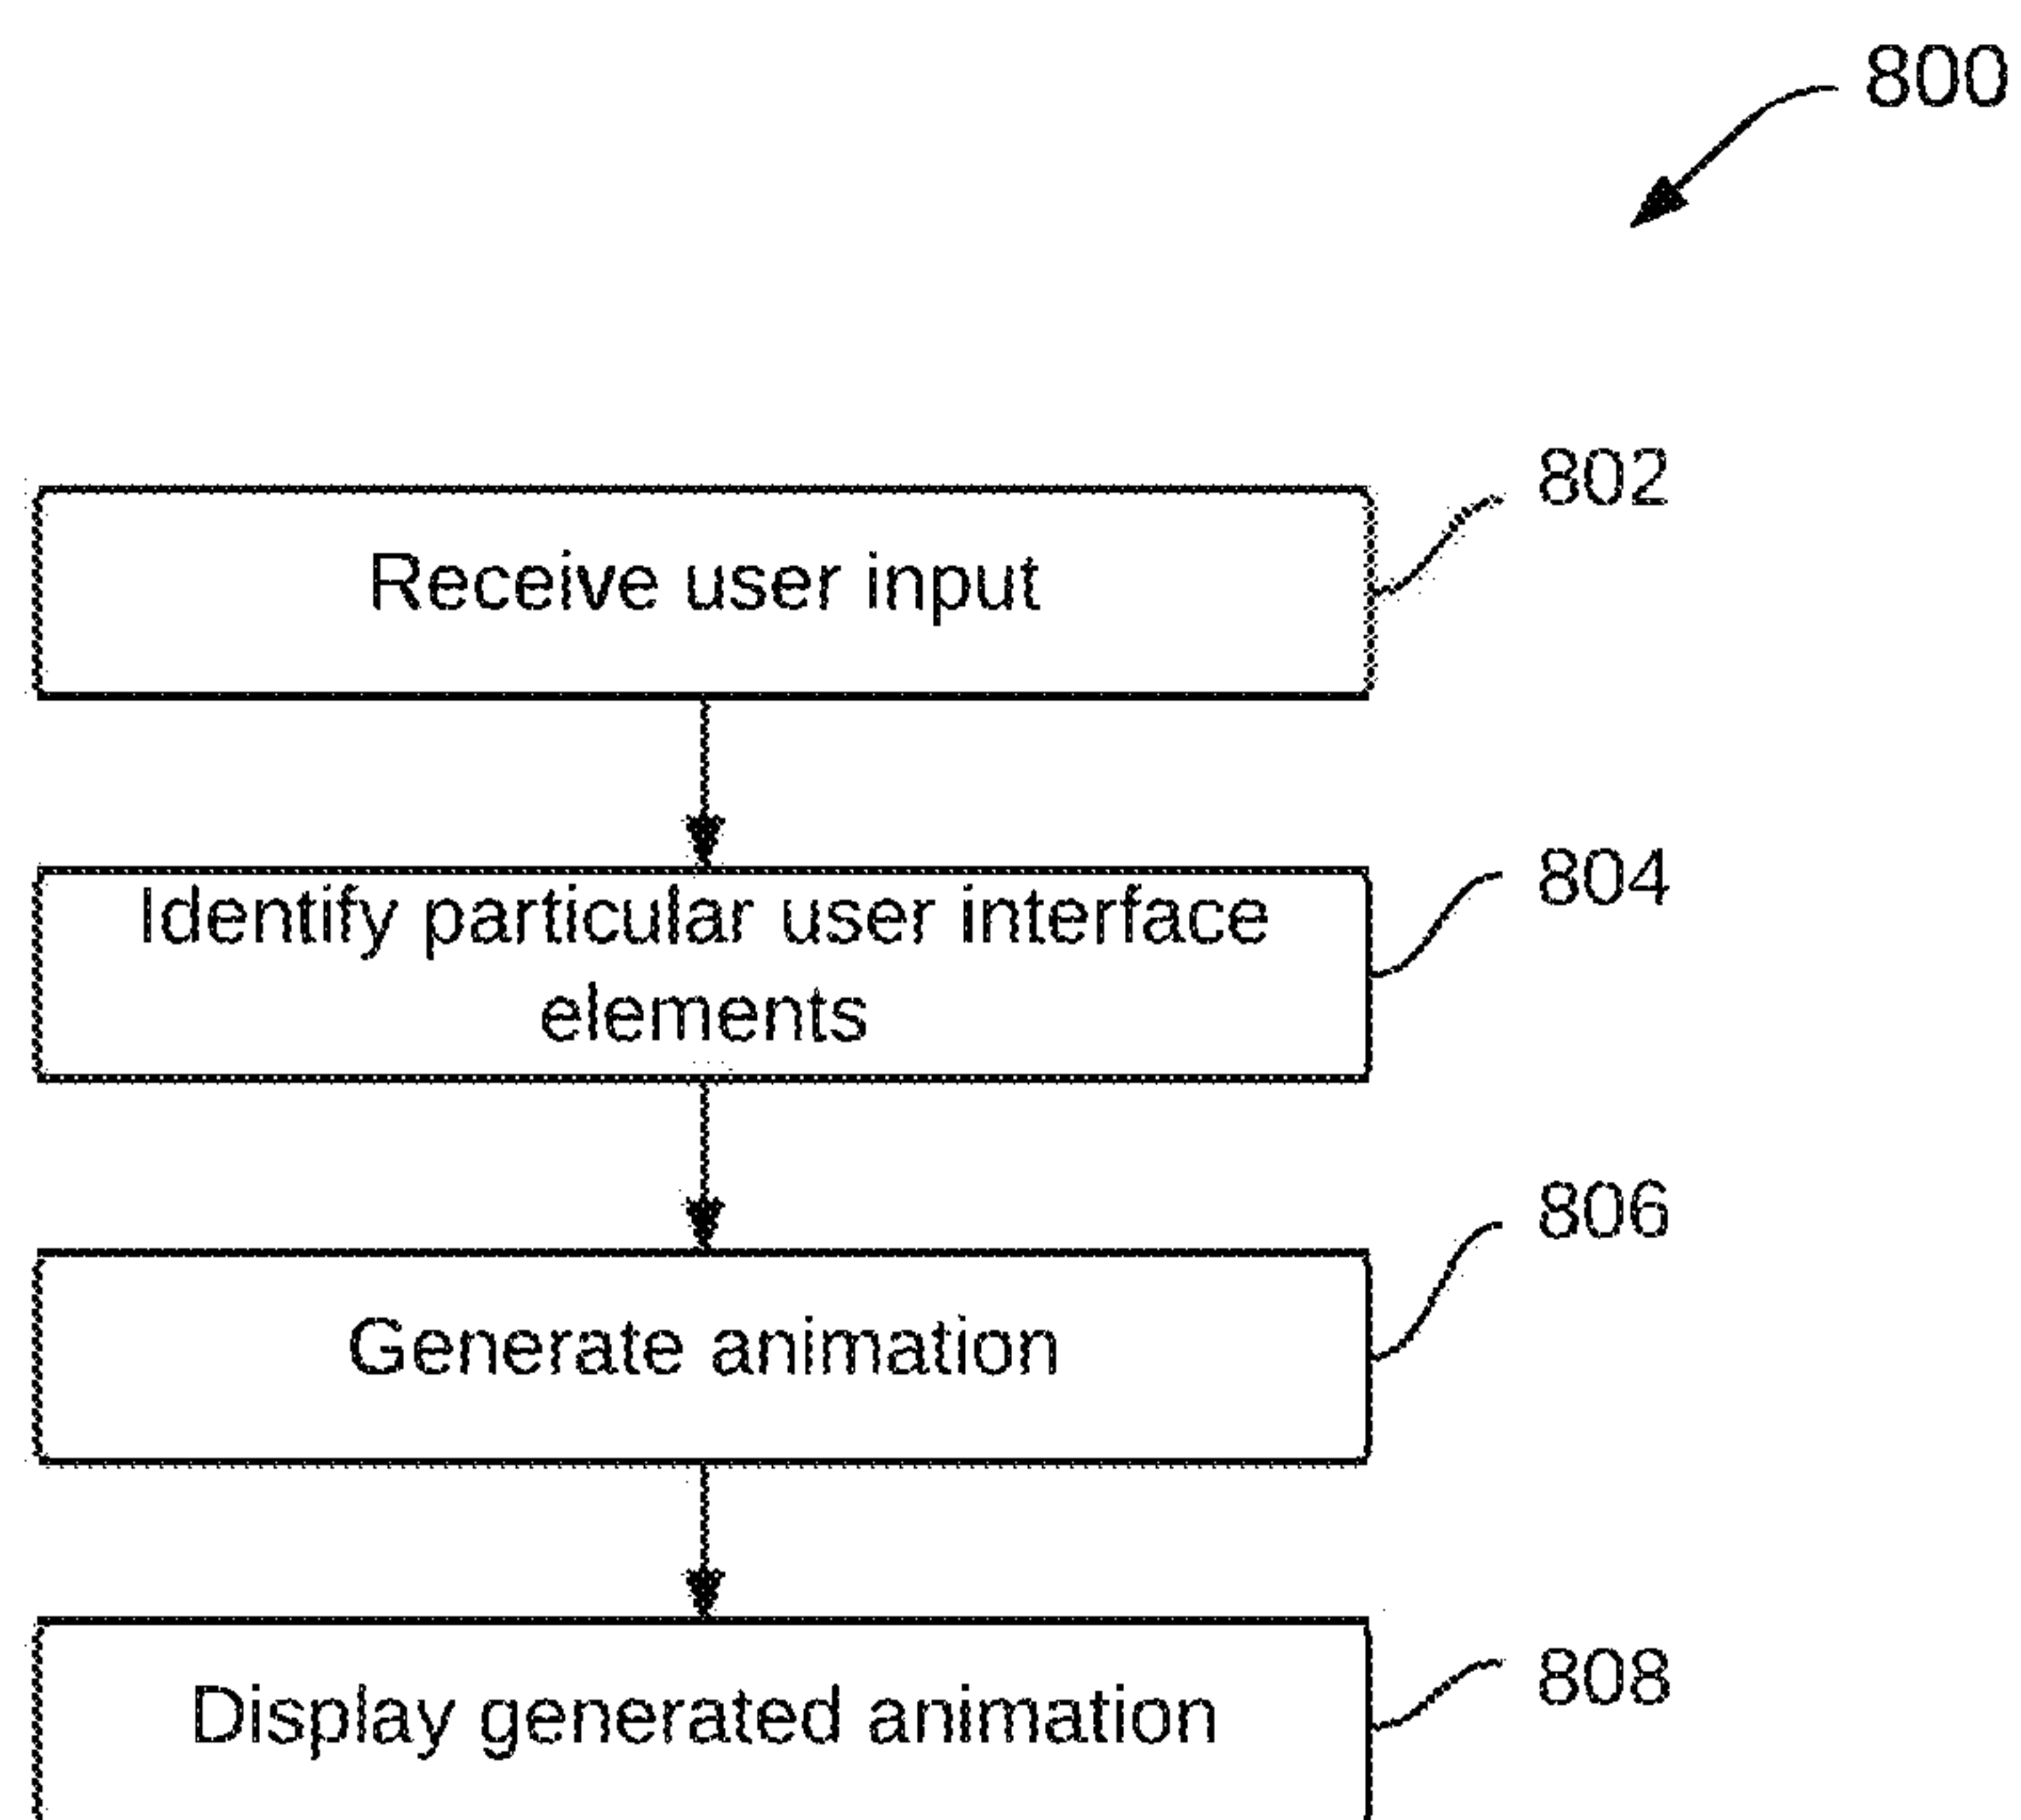 800
802
Receive user input
804
Identify particular user interface
elements
806
Generate animation
808
Display generated animation